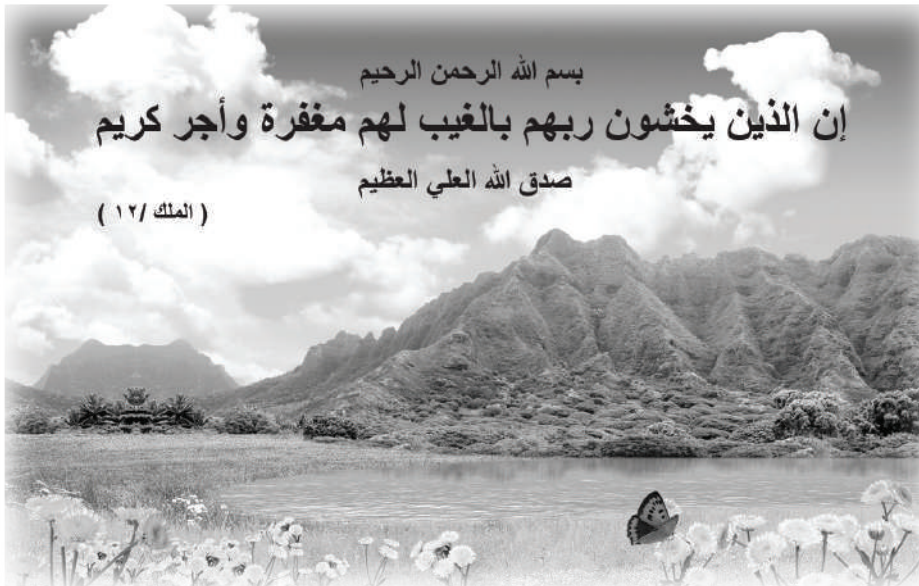 بسم الله الرحمن الرحيم
إن الذين يخشون ربهم بالغيب لهم مغفرة وأجر كريم
صدق الله العلي العظيم
( الملك /١٢ )